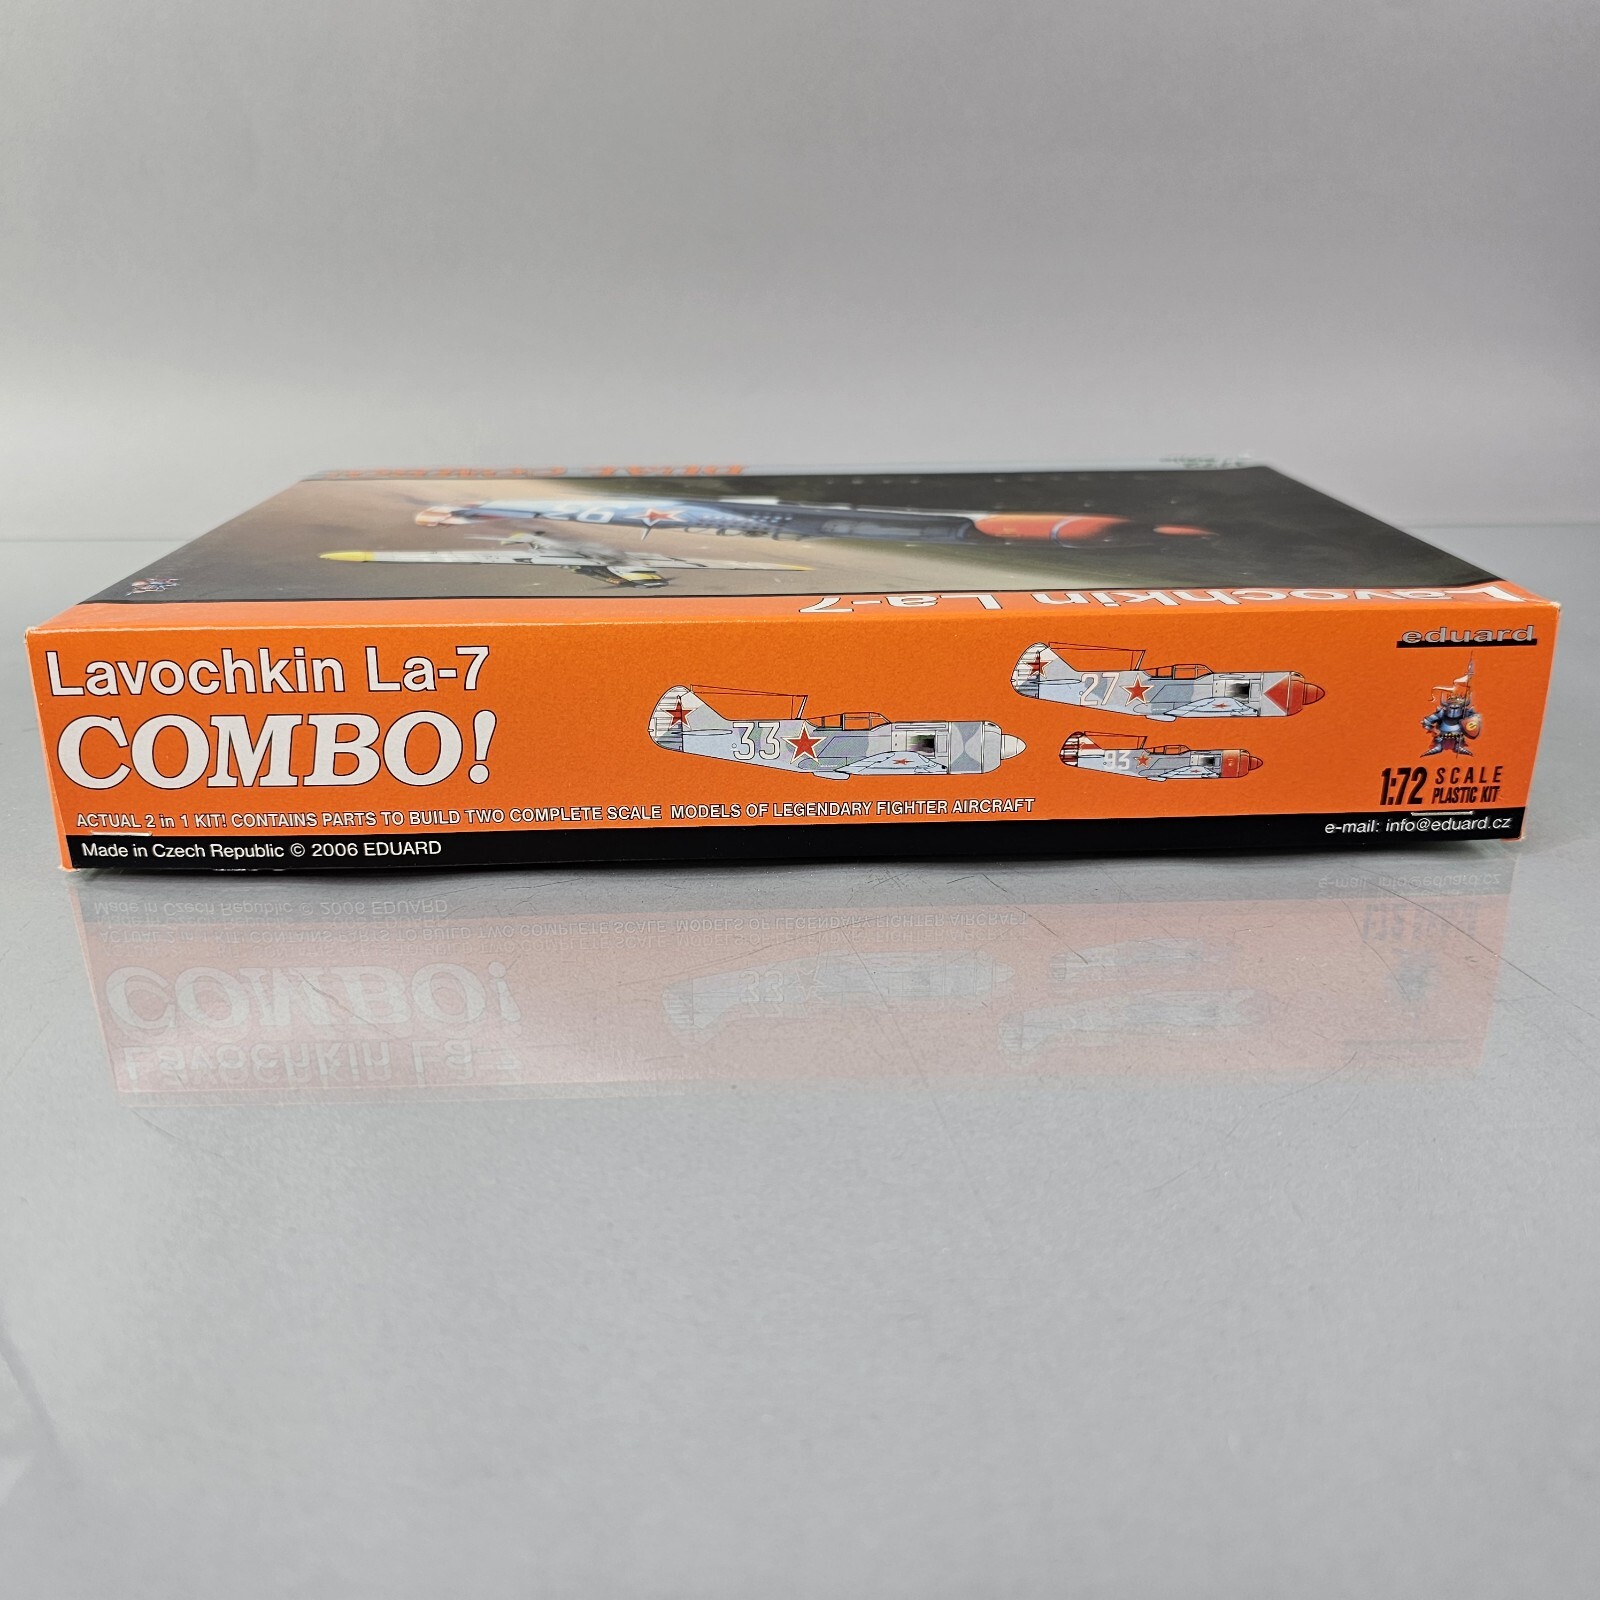 DUAL COMBO
Lavochkin La-7
eduard
Lavochkin La-7
COMBO!
33
27
93
1:72 SCALE
PLASTIC KIT
ACTUAL 2 in 1 KIT! CONTAINS PARTS TO BUILD TWO COMPLETE SCALE MODELS OF LEGENDARY FIGHTER AIRCRAFT
Made in Czech Republic © 2006 EDUARD
e-mail: info@eduard.cz